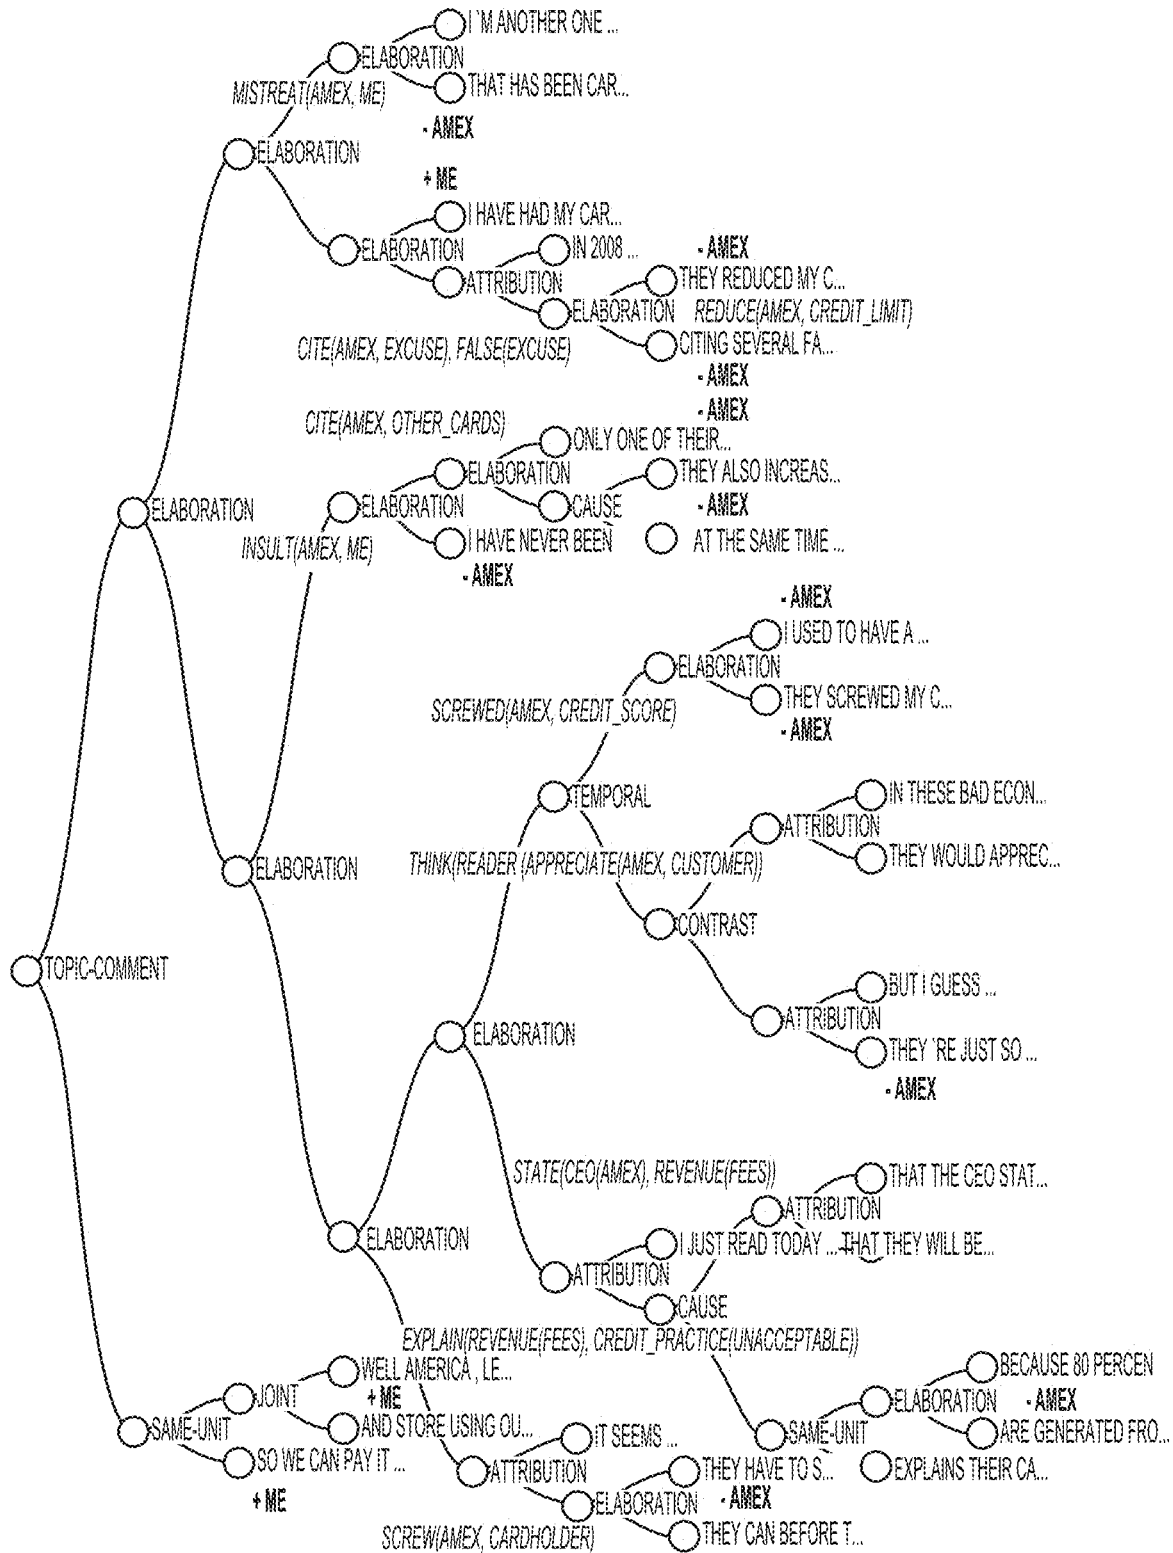 I `M ANOTHER ONE ...
ELABORATION
THAT HAS BEEN CAR...
MISTREAT(AMEX, ME)
- AMEX
ELABORATION
+ ME
I HAVE HAD MY CAR...
ELABORATION
IN 2008 ...
- AMEX
ATTRIBUTION
THEY REDUCED MY C...
ELABORATION
REDUCE(AMEX, CREDIT_LIMIT)
CITE(AMEX, EXCUSE), FALSE(EXCUSE)
CITING SEVERAL FA...
- AMEX
- AMEX
CITE(AMEX, OTHER_CARDS)
ONLY ONE OF THEIR...
ELABORATION
THEY ALSO INCREAS...
ELABORATION
ELABORATION
CAUSE
- AMEX
INSULT(AMEX, ME)
I HAVE NEVER BEEN
AT THE SAME TIME ...
- AMEX
- AMEX
I USED TO HAVE A ...
ELABORATION
THEY SCREWED MY C...
SCREWED(AMEX, CREDIT_SCORE)
- AMEX
TEMPORAL
IN THESE BAD ECON...
ATTRIBUTION
THEY WOULD APPREC...
ELABORATION
THINK(READER (APPRECIATE(AMEX, CUSTOMER))
CONTRAST
TOPIC-COMMENT
BUT I GUESS ...
ATTRIBUTION
ELABORATION
THEY `RE JUST SO ...
- AMEX
STATE(CEO(AMEX), REVENUE(FEES))
THAT THE CEO STAT...
ATTRIBUTION
ELABORATION
I JUST READ TODAY ...
THAT THEY WILL BE...
ATTRIBUTION
CAUSE
EXPLAIN(REVENUE(FEES), CREDIT_PRACTICE(UNACCEPTABLE))
WELL AMERICA , LE...
BECAUSE 80 PERCEN
JOINT
+ ME
ELABORATION
- AMEX
SAME-UNIT
AND STORE USING OU...
IT SEEMS ...
SAME-UNIT
ARE GENERATED FRO...
SO WE CAN PAY IT ...
ATTRIBUTION
THEY HAVE TO S...
EXPLAINS THEIR CA...
+ ME
ELABORATION
- AMEX
SCREW(AMEX, CARDHOLDER)
THEY CAN BEFORE T...